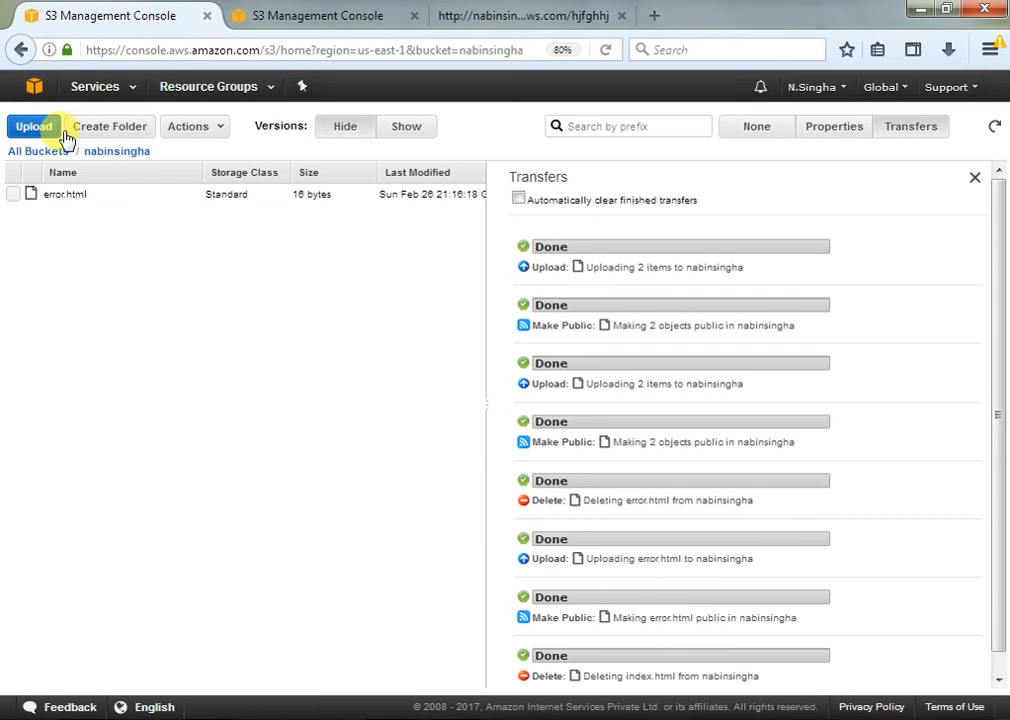 S3 Management Console
S3 Management Console
http://nabinsin...ws.com/hjfghhj
https://console.aws.amazon.com/s3/home?region=us-east-1&bucket=nabinsingha
80%
Search
Services
Resource Groups
N.Singha
Global
Support
Upload
Create Folder
Actions
Versions:
Hide
Show
Search by prefix
None
Properties
Transfers
All Buckets / nabinsingha
Name
Storage Class
Size
Last Modified
error.html
Standard
16 bytes
Sun Feb 26 21:16:18 G
Transfers
Automatically clear finished transfers
Done
Upload: Uploading 2 items to nabinsingha
Done
Make Public: Making 2 objects public in nabinsingha
Done
Upload: Uploading 2 items to nabinsingha
Done
Make Public: Making 2 objects public in nabinsingha
Done
Delete: Deleting error.html from nabinsingha
Done
Upload: Uploading error.html to nabinsingha
Done
Make Public: Making error.html public in nabinsingha
Done
Delete: Deleting index.html from nabinsingha
Feedback
English
© 2008 - 2017, Amazon Internet Services Private Ltd. or its affiliates. All rights reserved.
Privacy Policy
Terms of Use